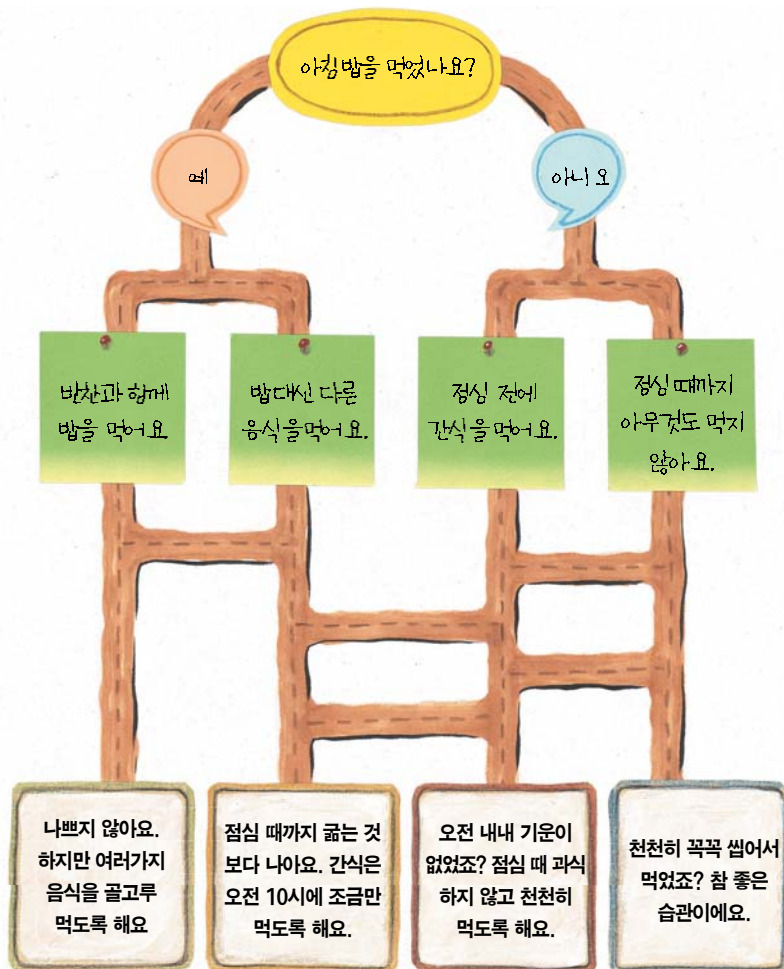 아침밥을 먹었나요?
예
아니오
반찬과 함께
밥을 먹어요
밥대신 다른
음식을먹어요.
점심 전에
간식을먹어요.
점심 때까지
아무것도 먹지
않아요.
나쁘지 않아요.
하지만 여러가지
음식을 골고루
먹도록 해요
점심 때까지 굶는 것
보다 나아요. 간식은
오전 10시에 조금만
먹도록 해요.
오전 내내 기운이
없었죠? 점심 때 과식
하지 않고 천천히
먹도록 해요.
천천히 꼭꼭 씹어서
먹었죠? 참 좋은
습관이에요.